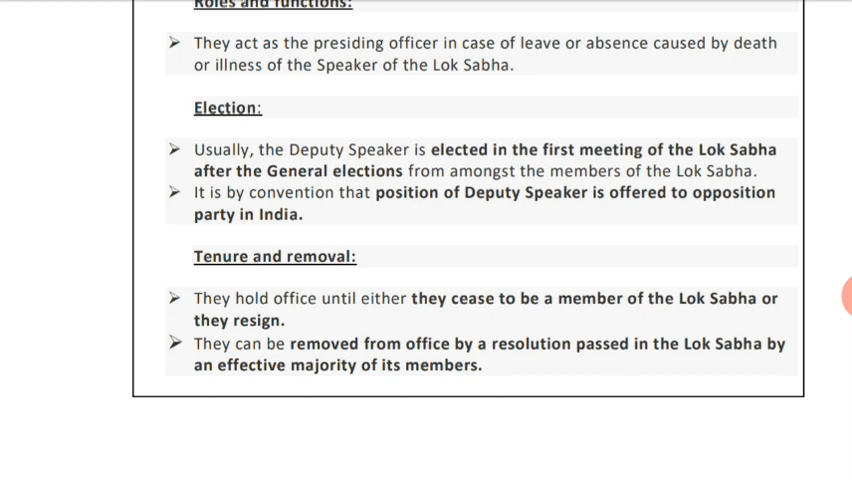 Roles and functions:
➢ They act as the presiding officer in case of leave or absence caused by death
or illness of the Speaker of the Lok Sabha.
Election:
➢ Usually, the Deputy Speaker is elected in the first meeting of the Lok Sabha
after the General elections from amongst the members of the Lok Sabha.
➢ It is by convention that position of Deputy Speaker is offered to opposition
party in India.
Tenure and removal:
➢ They hold office until either they cease to be a member of the Lok Sabha or
they resign.
➢ They can be removed from office by a resolution passed in the Lok Sabha by
an effective majority of its members.